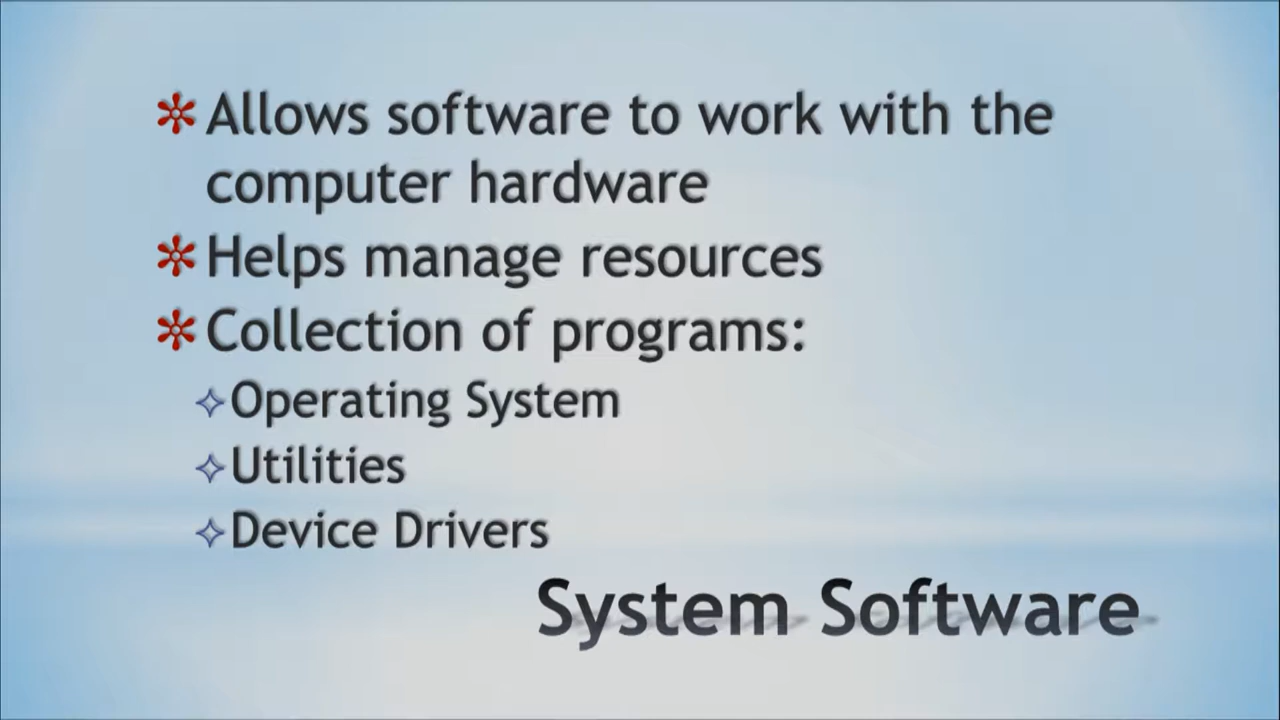 Allows software to work with the
computer hardware
Helps manage resources
Collection of programs:
Operating System
Utilities
Device Drivers
System Software